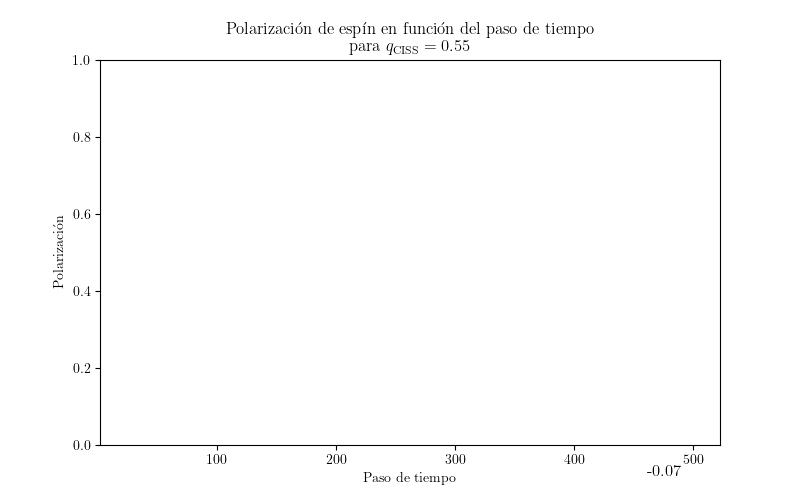 Polarización de espín en función del paso de tiempo
para q_CISS = 0.55
1.0
0.8
0.6
0.4
0.2
0.0
Polarización
100 200 300 400 500
-0.07
Paso de tiempo